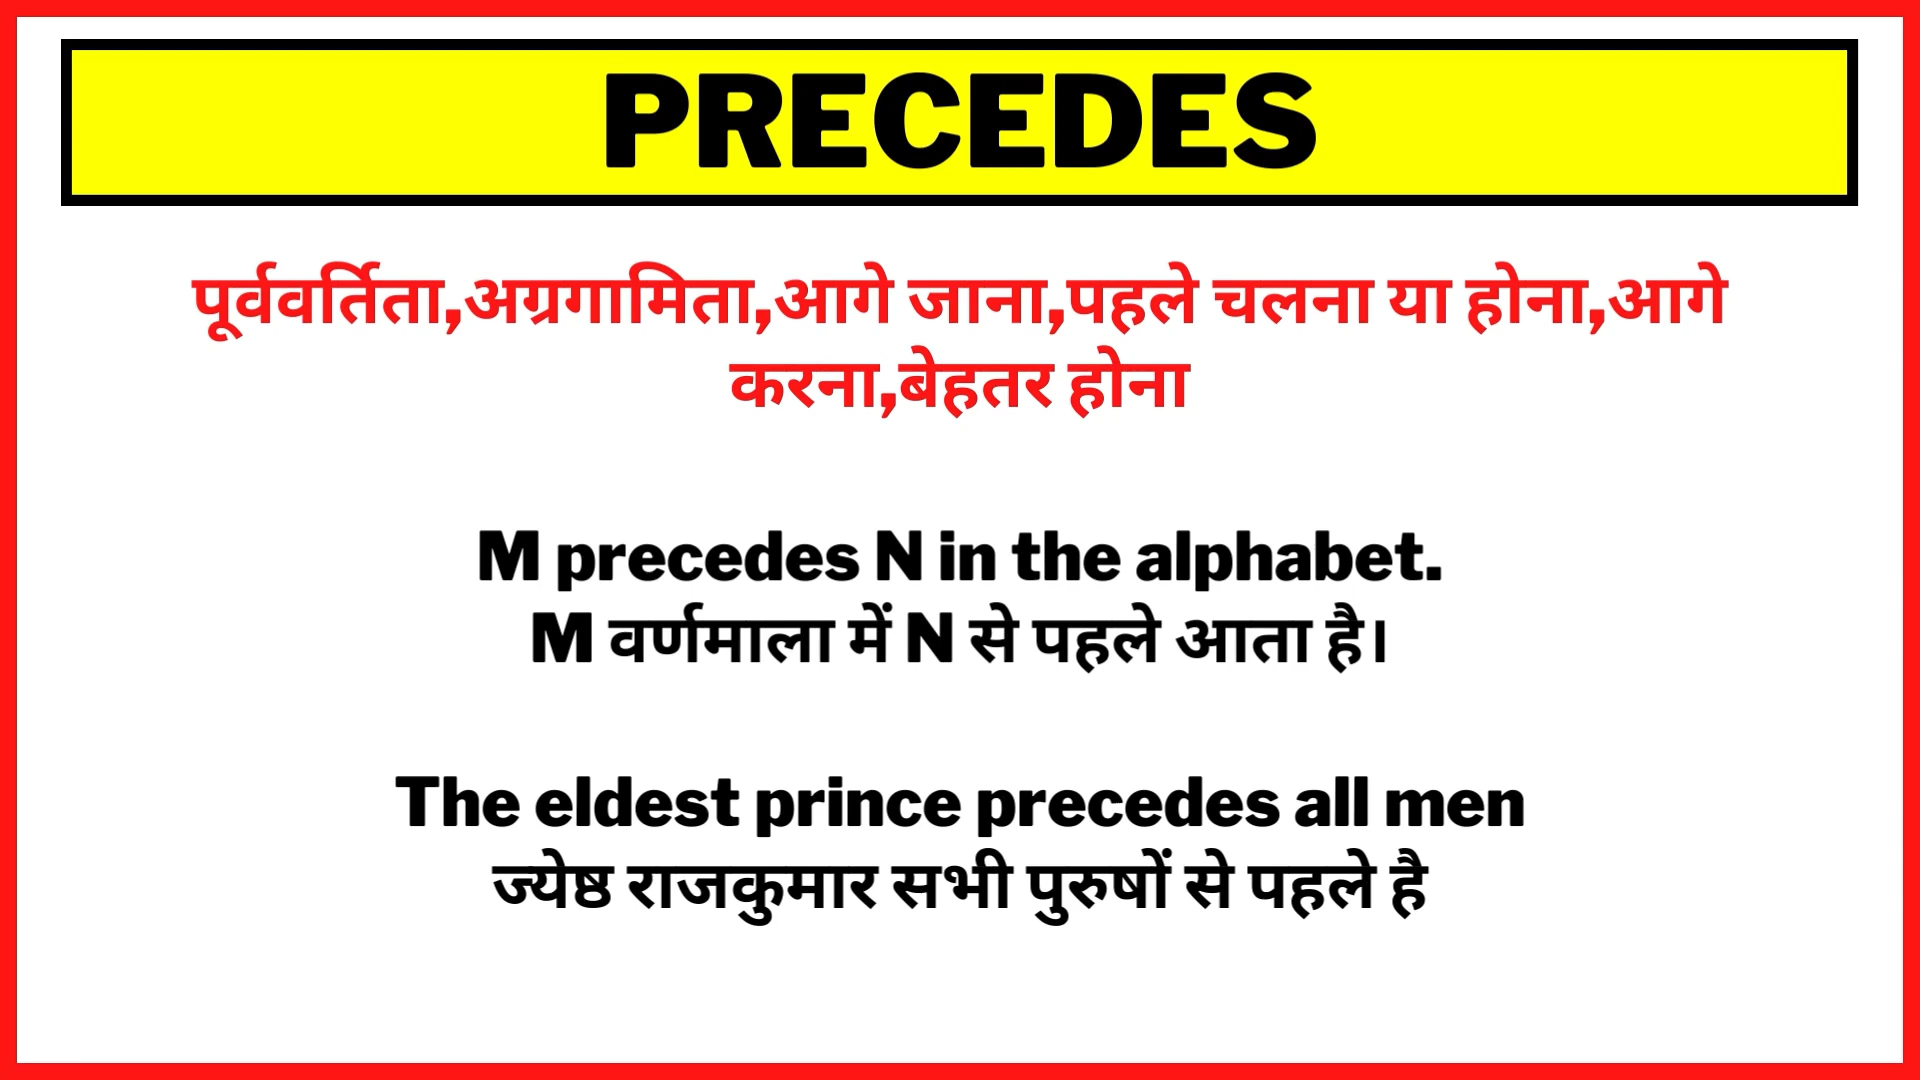 PRECEDES
पूर्ववर्तिता,अग्रगामिता,आगे जाना,पहले चलना या होना,आगे
करना,बेहतर होना
M precedes N in the alphabet.
M वर्णमाला में N से पहले आता है।
The eldest prince precedes all men
ज्येष्ठ राजकुमार सभी पुरुषों से पहले है